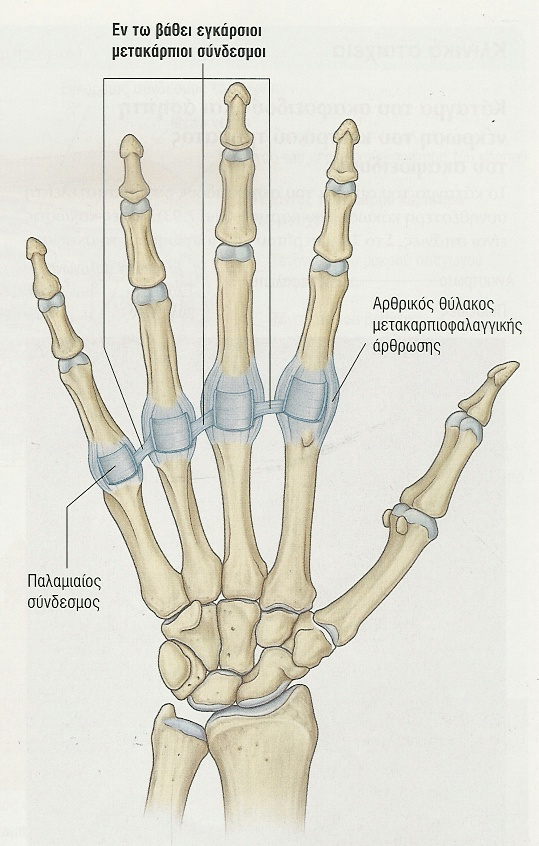 Εν τω βάθει εγκάρσιοι
μετακάρπιοι σύνδεσμοι
Αρθρικός θύλακος
μετακαρπιοφαλαγγικής
άρθρωσης
Παλαμιαίος
σύνδεσμος